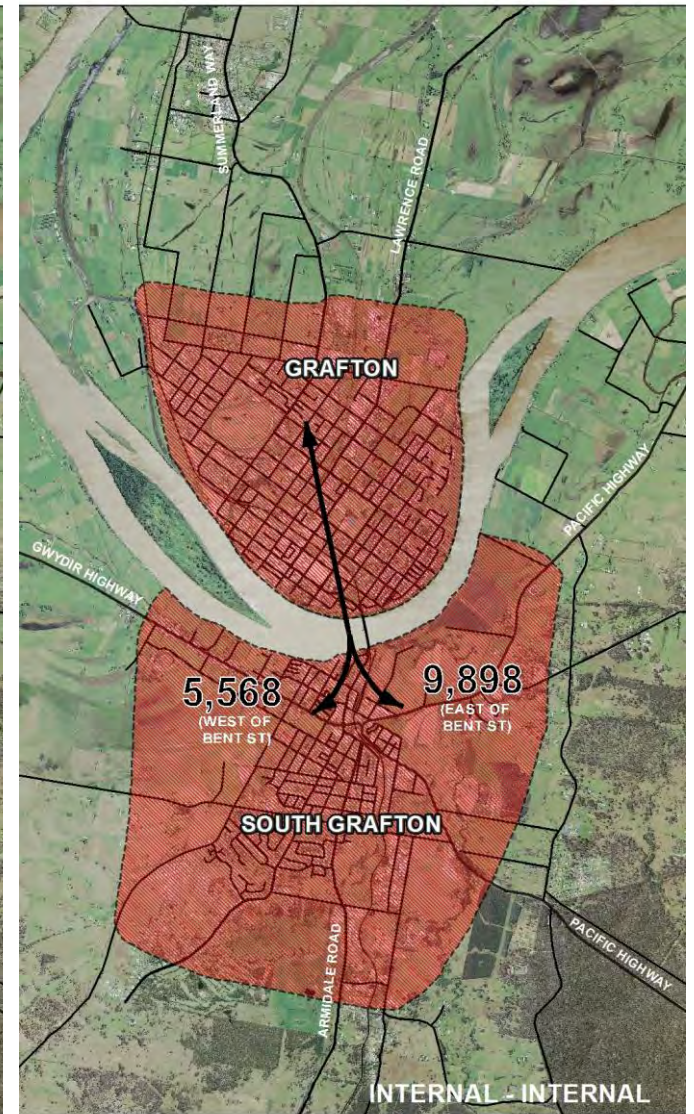 SUMMERLAND WAY
LAWRENCE ROAD
GRAFTON
PACIFIC HIGHWAY
GWYDIR HIGHWAY
5,568
(WEST OF
BENT ST)
9,898
(EAST OF
BENT ST)
SOUTH GRAFTON
ARMIDALE ROAD
PACIFIC HIGHWAY
INTERNAL - INTERNAL